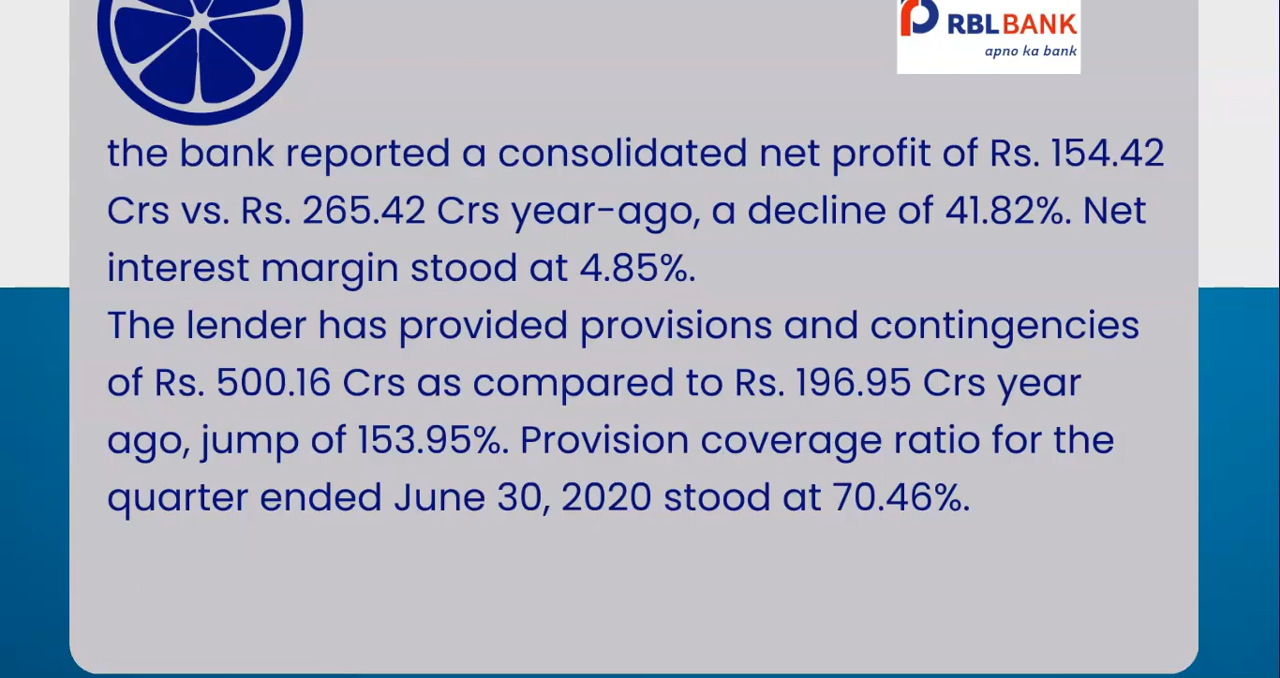 RBL BANK
apno ka bank
the bank reported a consolidated net profit of Rs. 154.42
Crs vs. Rs. 265.42 Crs year-ago, a decline of 41.82%. Net
interest margin stood at 4.85%.
The lender has provided provisions and contingencies
of Rs. 500.16 Crs as compared to Rs. 196.95 Crs year
ago, jump of 153.95%. Provision coverage ratio for the
quarter ended June 30, 2020 stood at 70.46%.